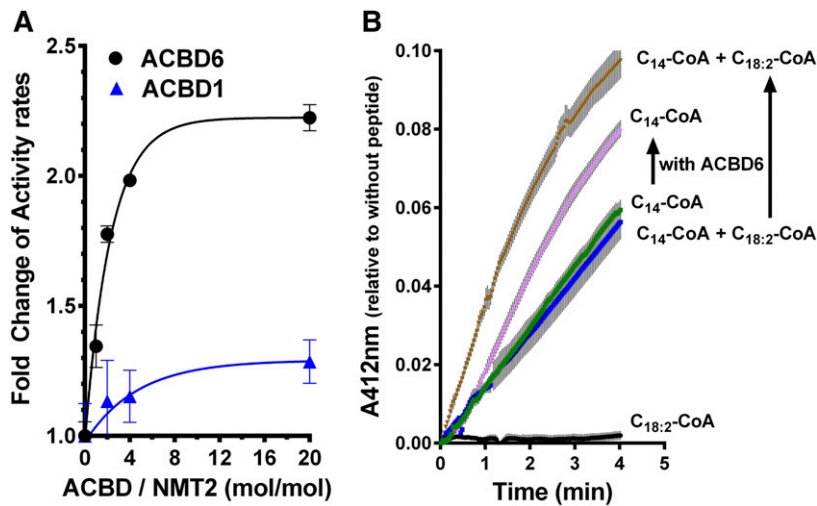 A
ACBD6
ACBD1
Fold Change of Activity rates
2.5
2.0
1.5
1.0
0 4 8 12 16 20
ACBD / NMT2 (mol/mol)
B
A412nm (relative to without peptide)
0.10
0.08
0.06
0.04
0.02
0.00
0 1 2 3 4 5
Time (min)
C14-CoA + C18:2-CoA
C14-CoA
with ACBD6
C14-CoA
C14-CoA + C18:2-CoA
C18:2-CoA